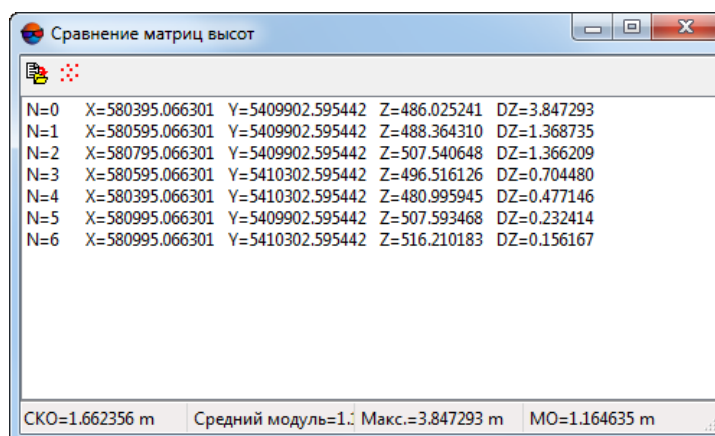 Сравнение матриц высот
N=0 X=580395.066301 Y=5409902.595442 Z=486.025241 DZ=3.847293
N=1 X=580595.066301 Y=5409902.595442 Z=488.364310 DZ=1.368735
N=2 X=580795.066301 Y=5409902.595442 Z=507.540648 DZ=1.366209
N=3 X=580595.066301 Y=5410302.595442 Z=496.516126 DZ=0.704480
N=4 X=580395.066301 Y=5410302.595442 Z=480.995945 DZ=0.477146
N=5 X=580995.066301 Y=5409902.595442 Z=507.593468 DZ=0.232414
N=6 X=580995.066301 Y=5410302.595442 Z=516.210183 DZ=0.156167
СКО=1.662356 m Средний модуль=1. Макс.=3.847293 m МО=1.164635 m